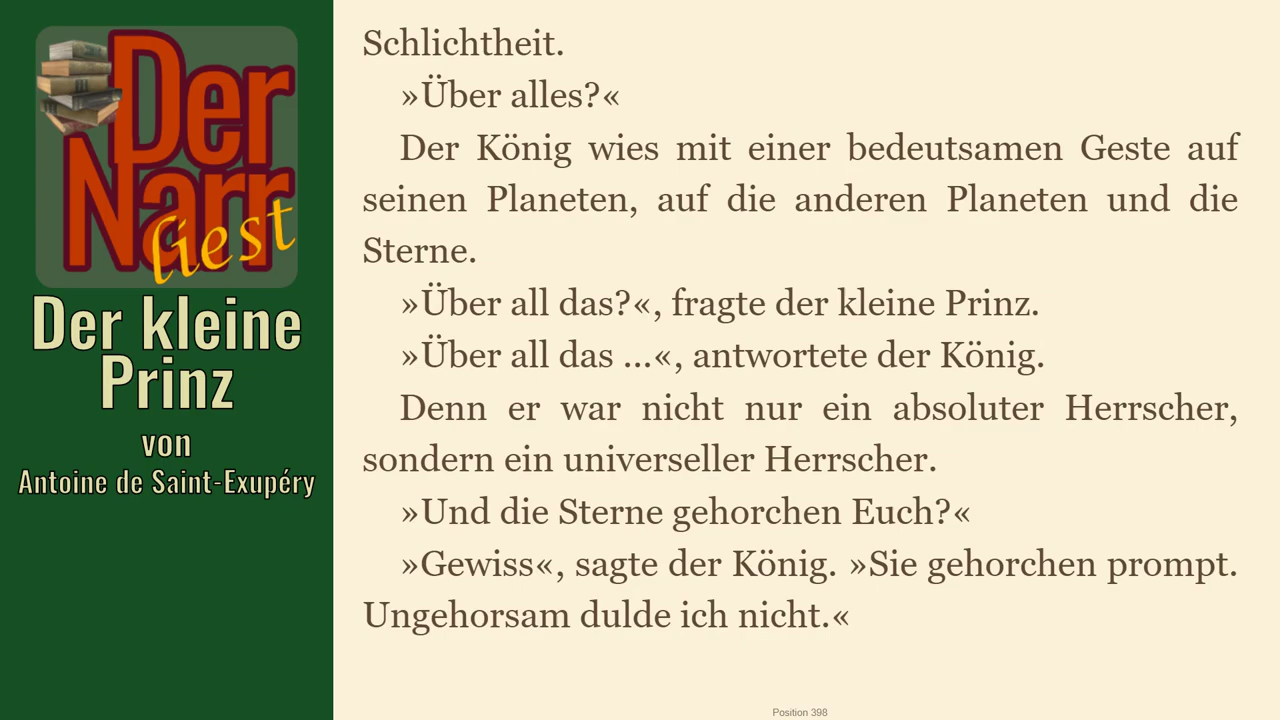 Der
Narr
liest
Der kleine
Prinz
von
Antoine de Saint-Exupéry
Schlichtheit.
»Über alles?«
Der König wies mit einer bedeutsamen Geste auf
seinen Planeten, auf die anderen Planeten und die
Sterne.
»Über all das?«, fragte der kleine Prinz.
»Über all das ...«, antwortete der König.
Denn er war nicht nur ein absoluter Herrscher,
sondern ein universeller Herrscher.
»Und die Sterne gehorchen Euch?«
»Gewiss«, sagte der König. »Sie gehorchen prompt.
Ungehorsam dulde ich nicht.«
Position 398